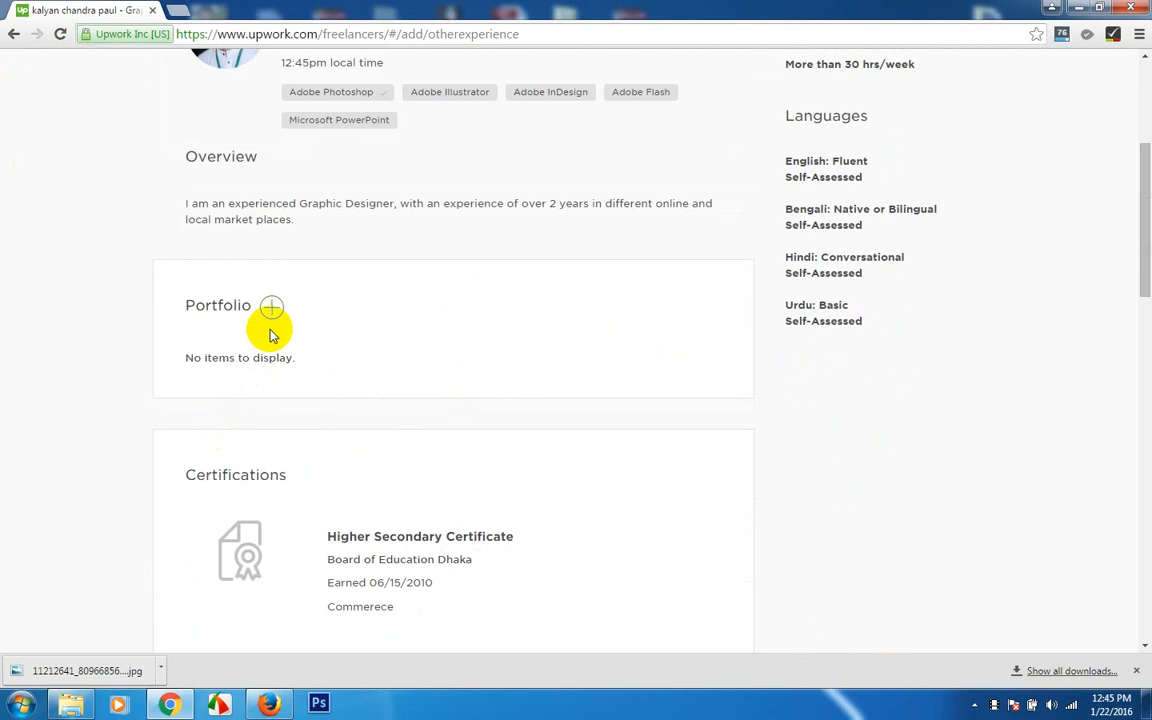 kalyan chandra paul - Gra
Upwork Inc [US]
https://www.upwork.com/freelancers/#/add/otherexperience
76
12:45pm local time
More than 30 hrs/week
Adobe Photoshop
Adobe Illustrator
Adobe InDesign
Adobe Flash
Microsoft PowerPoint
Languages
Overview
English: Fluent
Self-Assessed
I am an experienced Graphic Designer, with an experience of over 2 years in different online and
local market places.
Bengali: Native or Bilingual
Self-Assessed
Hindi: Conversational
Self-Assessed
Portfolio
Urdu: Basic
Self-Assessed
No items to display.
Certifications
Higher Secondary Certificate
Board of Education Dhaka
Earned 06/15/2010
Commerece
11212641_80966856....jpg
Show all downloads...
Ps
12:45 PM
1/22/2016